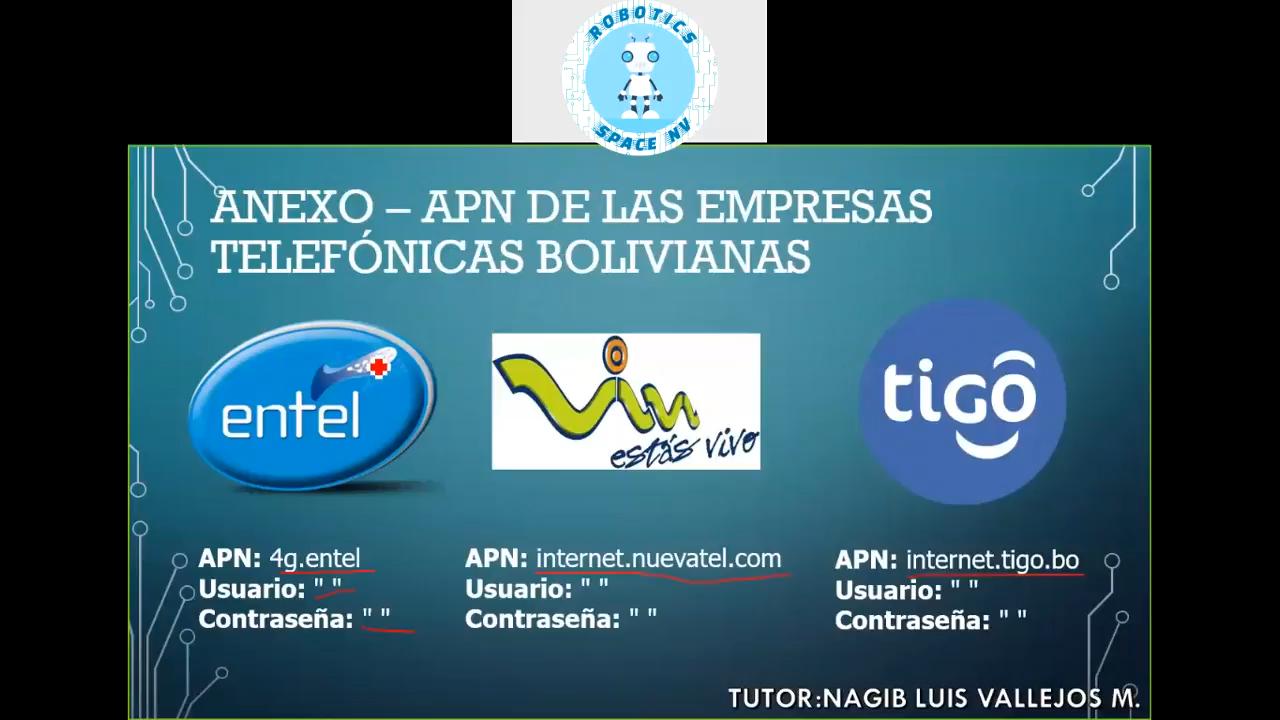 ROBOTICS
SPACE NV
ANEXO – APN DE LAS EMPRESAS
TELEFÓNICAS BOLIVIANAS
entel
Viva
estás vivo
tigo
APN: 4g.entel
Usuario: " "
Contraseña: " "
APN: internet.nuevatel.com
Usuario: " "
Contraseña: " "
APN: internet.tigo.bo
Usuario: " "
Contraseña: " "
TUTOR:NAGIB LUIS VALLEJOS M.